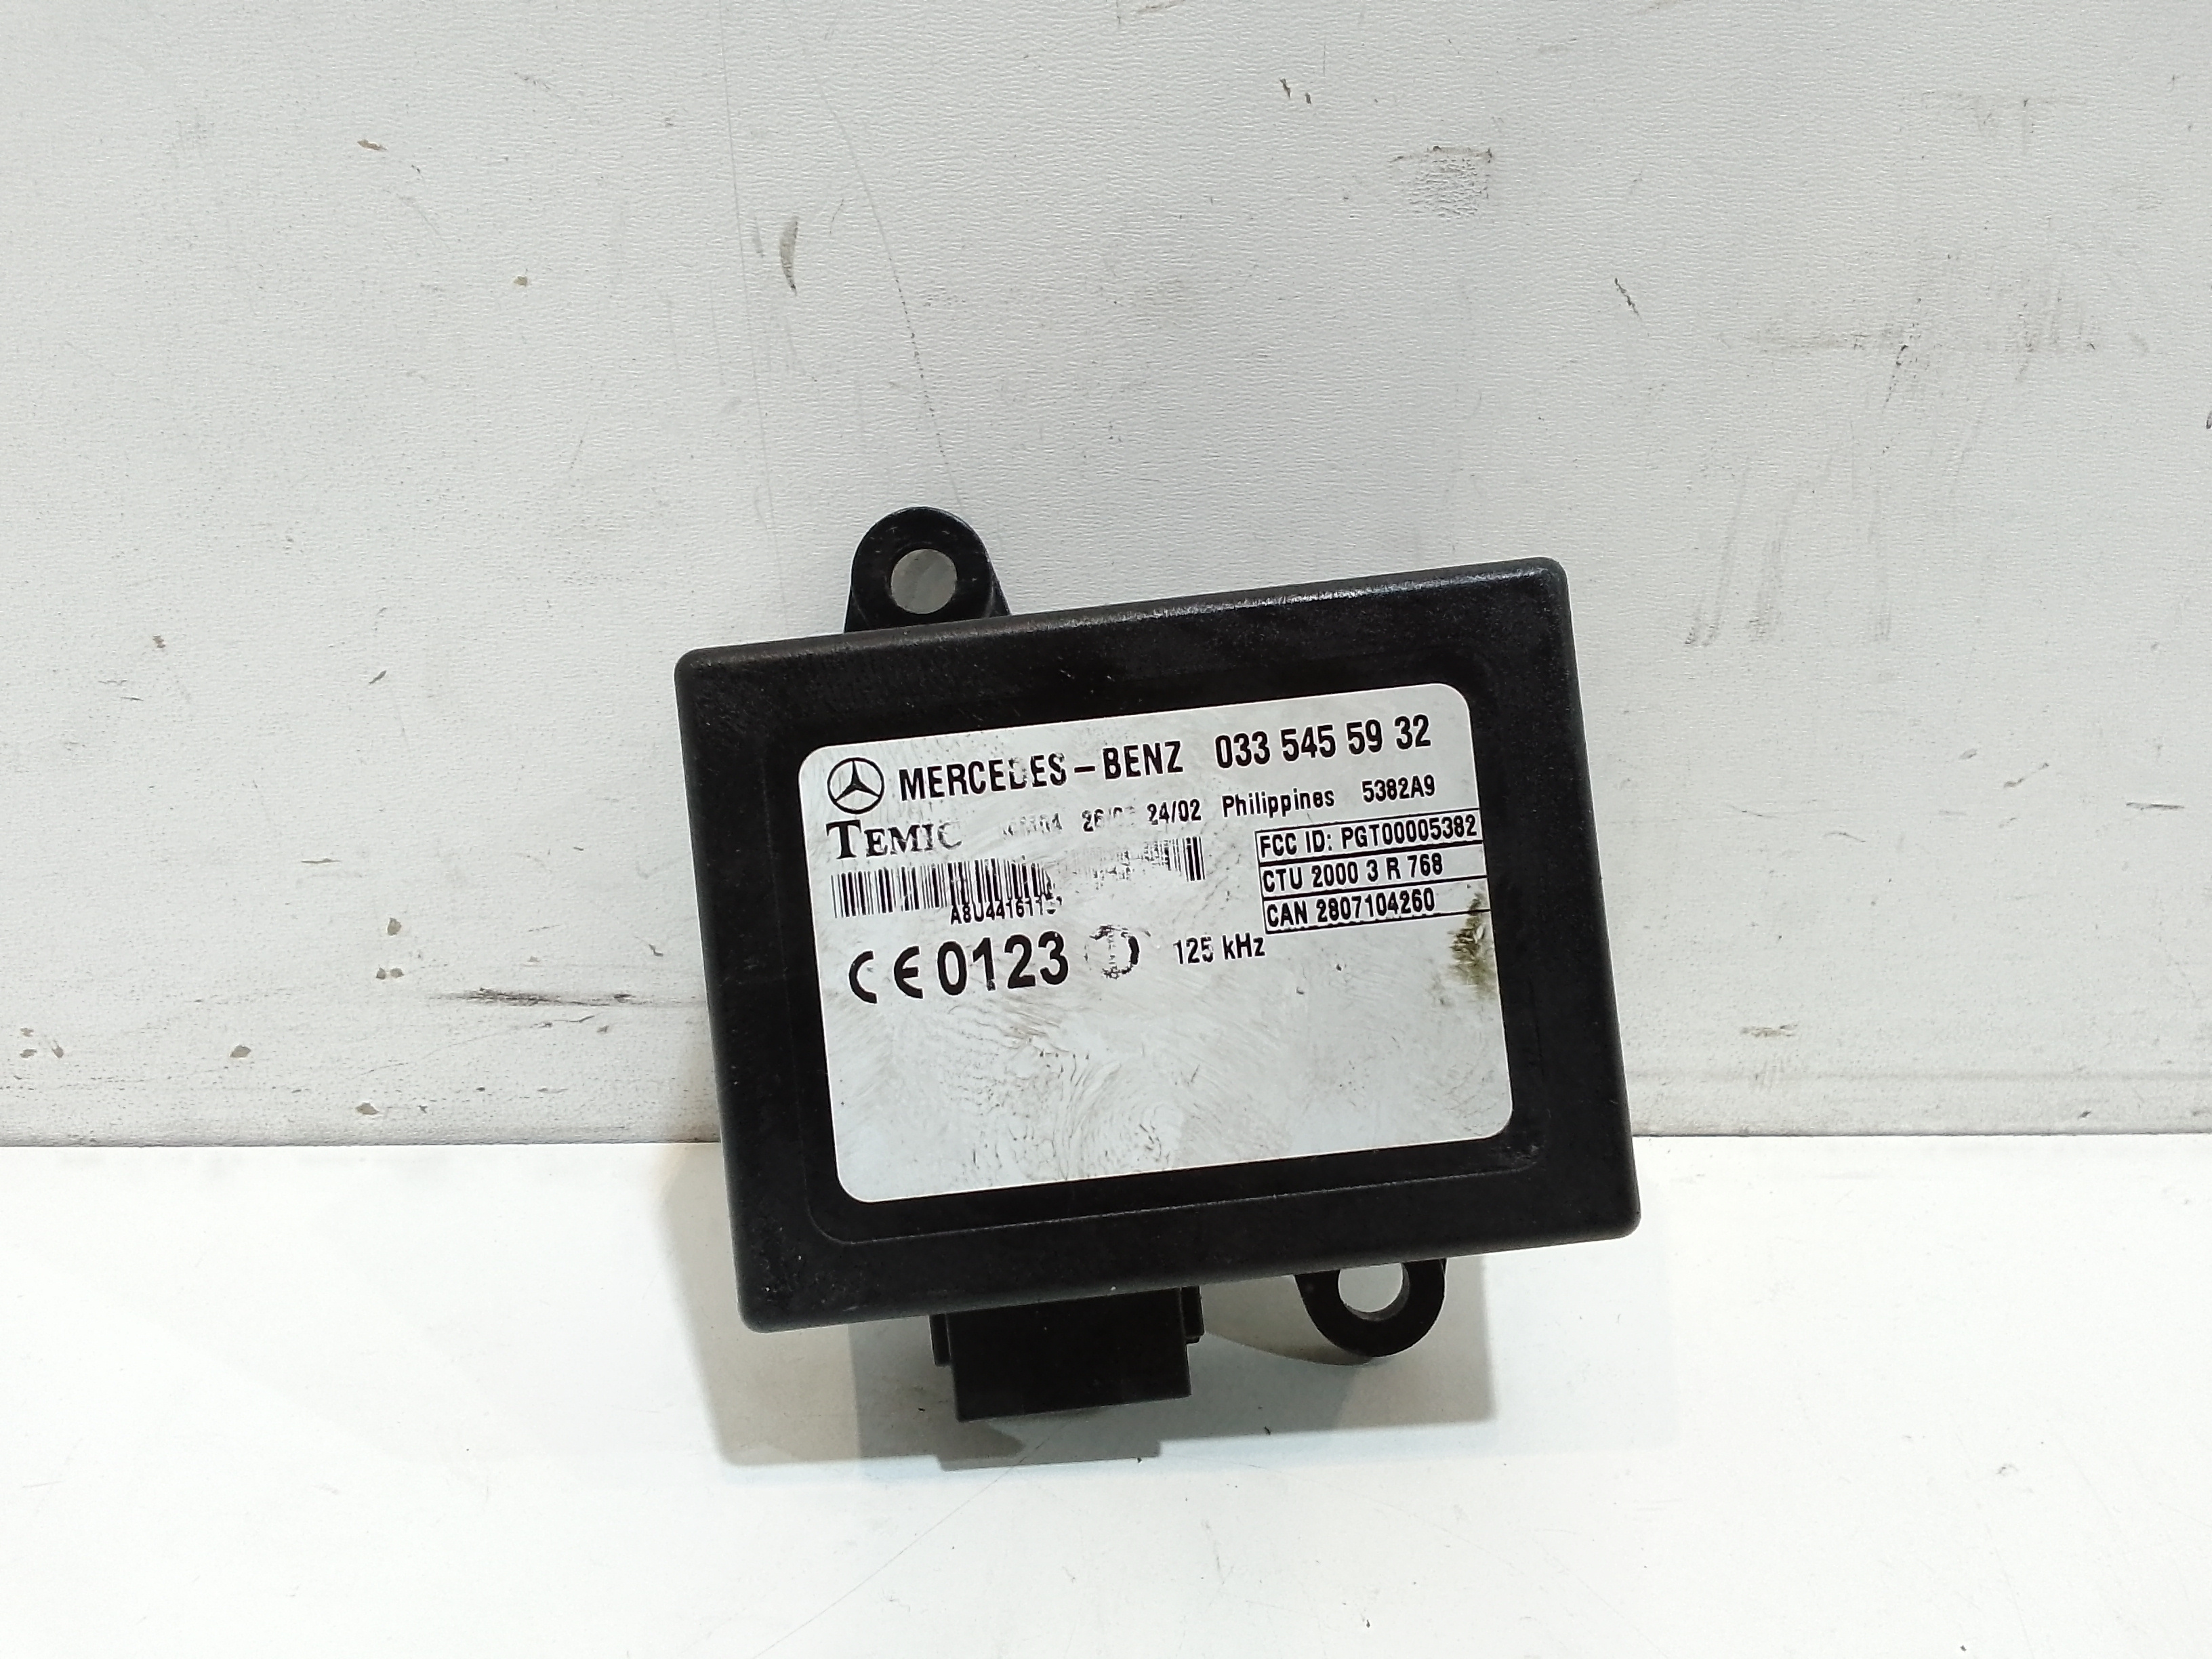 MERCEDES-BENZ 033 545 59 32
TEMIC 24/02 Philippines 5382A9
FCC ID: PGT00005382
CTU 2000 3 R 768
CAN 2807104260
CE 0123 125 kHz